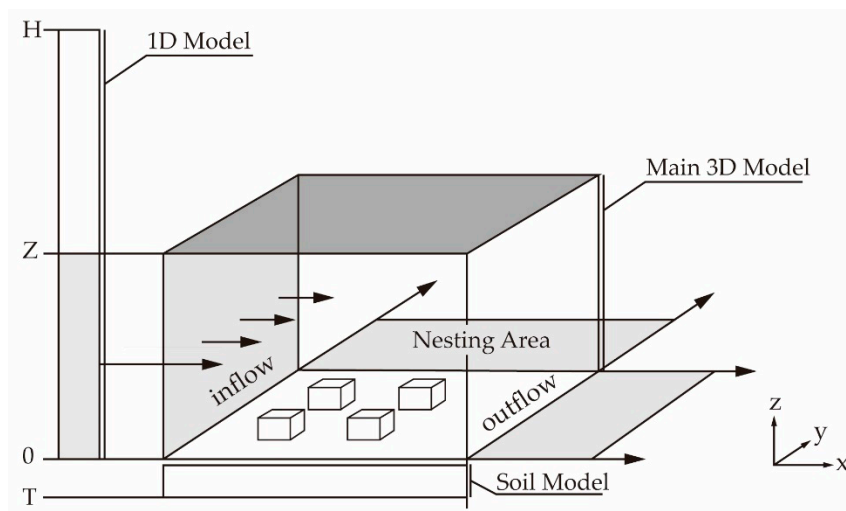 H
1D Model
Main 3D Model
Z
Nesting Area
inflow
outflow
z
y
x
0
Soil Model
T